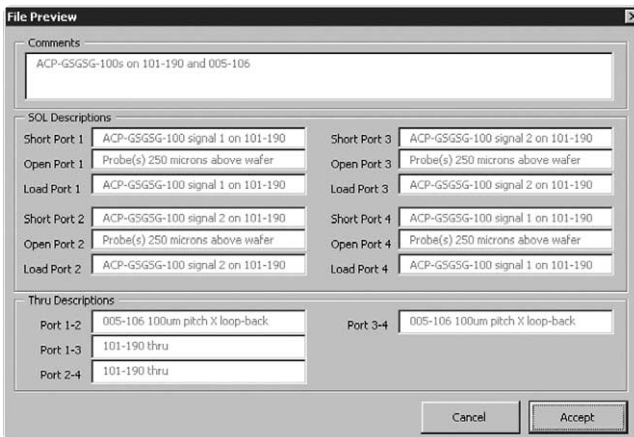 File Preview
Comments
ACP-GSGSG-100s on 101-190 and 005-106
SOL Descriptions
Short Port 1 ACP-GSGSG-100 signal 1 on 101-190
Open Port 1 Probe(s) 250 microns above wafer
Load Port 1 ACP-GSGSG-100 signal 1 on 101-190
Short Port 2 ACP-GSGSG-100 signal 2 on 101-190
Open Port 2 Probe(s) 250 microns above wafer
Load Port 2 ACP-GSGSG-100 signal 2 on 101-190
Short Port 3 ACP-GSGSG-100 signal 2 on 101-190
Open Port 3 Probe(s) 250 microns above wafer
Load Port 3 ACP-GSGSG-100 signal 2 on 101-190
Short Port 4 ACP-GSGSG-100 signal 1 on 101-190
Open Port 4 Probe(s) 250 microns above wafer
Load Port 4 ACP-GSGSG-100 signal 1 on 101-190
Thru Descriptions
Port 1-2 005-106 100um pitch X loop-back
Port 1-3 101-190 thru
Port 2-4 101-190 thru
Port 3-4 005-106 100um pitch X loop-back
Cancel
Accept